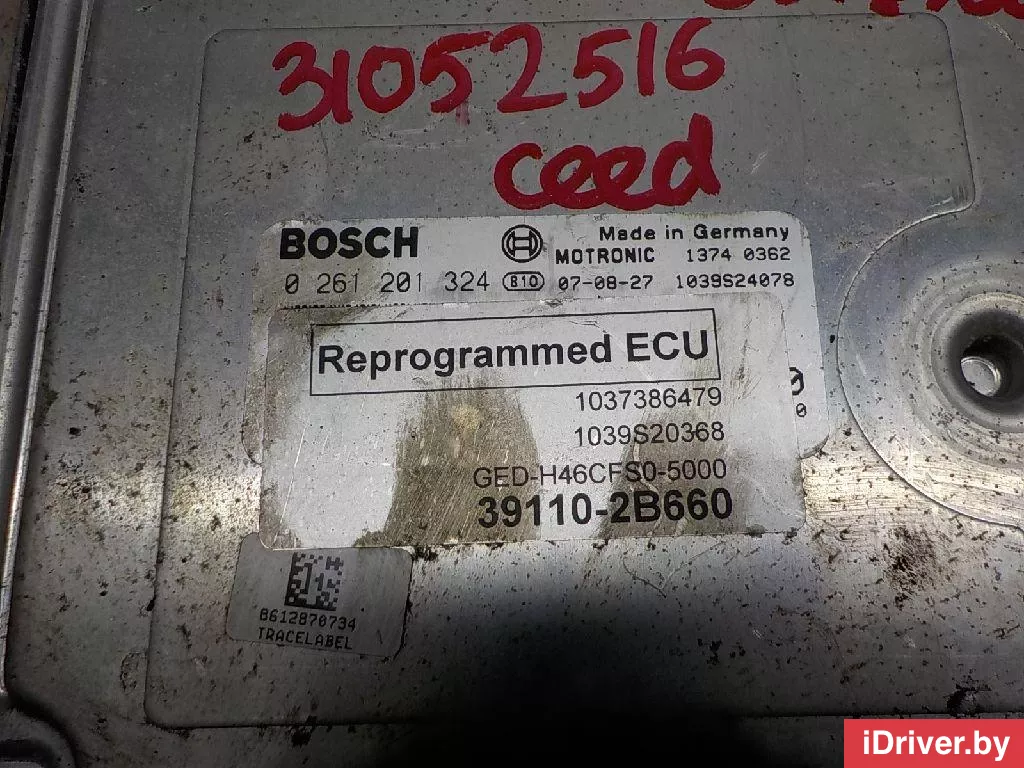 31052516
ceed
BOSCH Made in Germany
MOTRONIC 1374 0362
0 261 201 324 B10 07-08-27 1039S24078
Reprogrammed ECU
1037386479
1039S20368
GED-H46CFS0-5000
39110-2B660
B612870734
TRACELABEL
iDriver.by